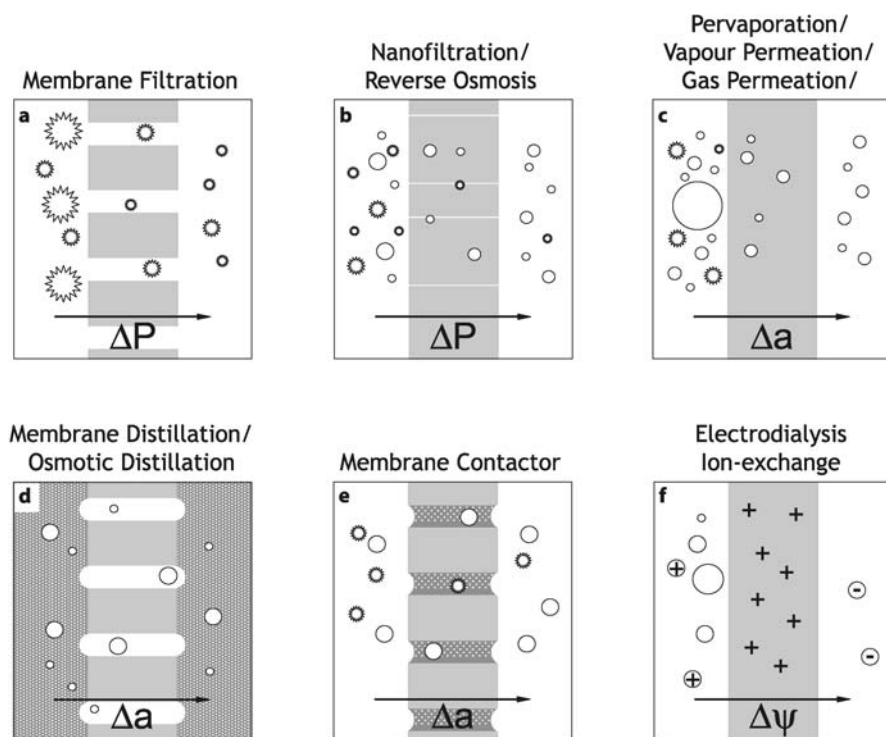 Membrane Filtration
Nanofiltration/
Reverse Osmosis
Pervaporation/
Vapour Permeation/
Gas Permeation/
a
b
c
ΔP
ΔP
Δa
Membrane Distillation/
Osmotic Distillation
Membrane Contactor
Electrodialysis
Ion-exchange
d
e
f
+ +
+
+ +
+
+
+
+
-
-
Δa
Δa
Δψ